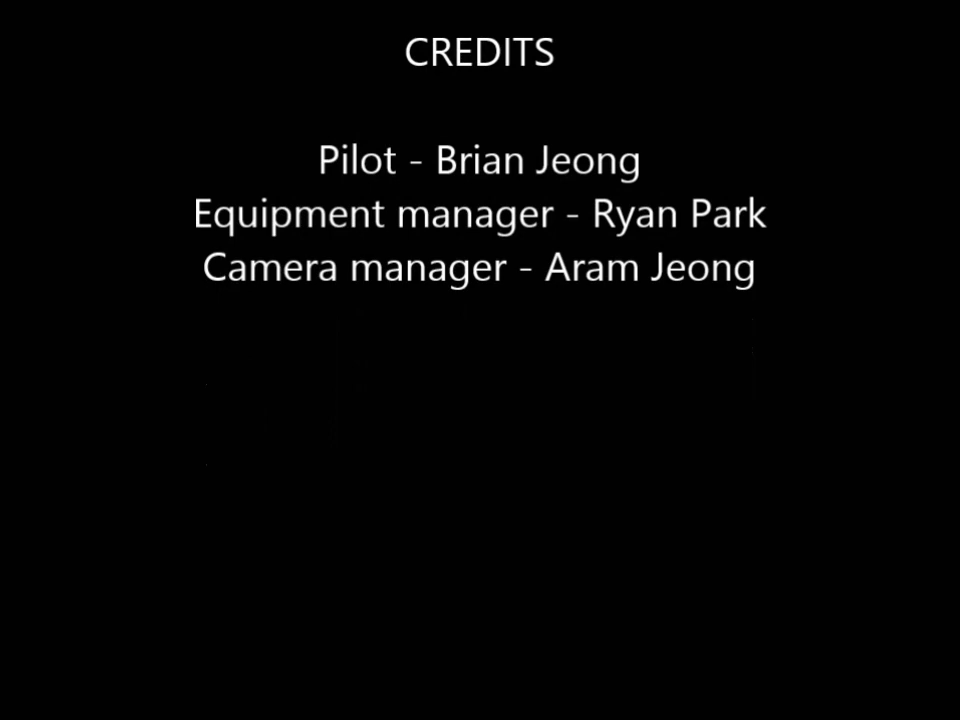 CREDITS
Pilot - Brian Jeong
Equipment manager - Ryan Park
Camera manager - Aram Jeong